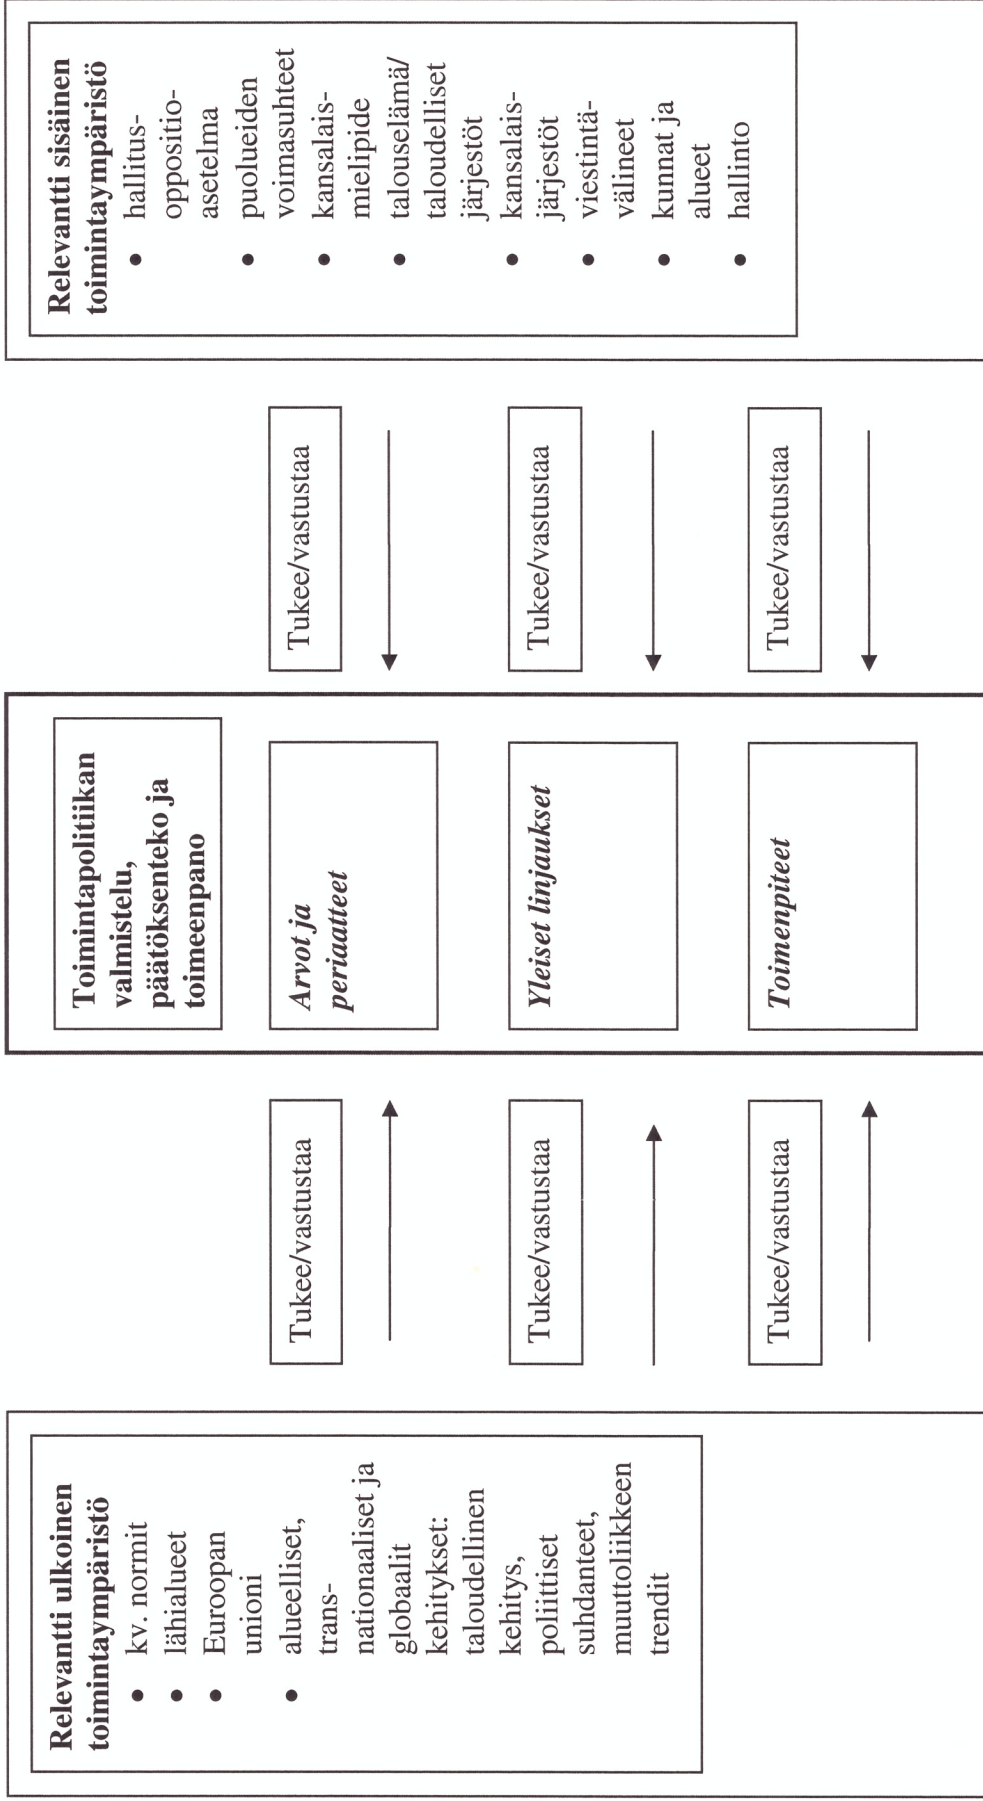 Relevantti ulkoinen
toimintaympäristö
• kv. normit
• lähialueet
• Euroopan
unioni
• alueelliset,
trans-
nationaaliset ja
globaalit
kehitykset:
taloudellinen
kehitys,
poliittiset
suhdanteet,
muuttoliikkeen
trendit
Tukee/vastustaa
Tukee/vastustaa
Tukee/vastustaa
Toimintapolitiikan
valmistelu,
päätöksenteko ja
toimeenpano
Arvot ja
periaatteet
Yleiset linjaukset
Toimenpiteet
Tukee/vastustaa
Tukee/vastustaa
Tukee/vastustaa
Relevantti sisäinen
toimintaympäristö
• hallitus-
oppositio-
asetelma
• puolueiden
voimasuhteet
• kansalais-
mielipide
• talouselämä/
taloudelliset
järjestöt
• kansalais-
järjestöt
• viestintä-
välineet
• kunnat ja
alueet
• hallinto